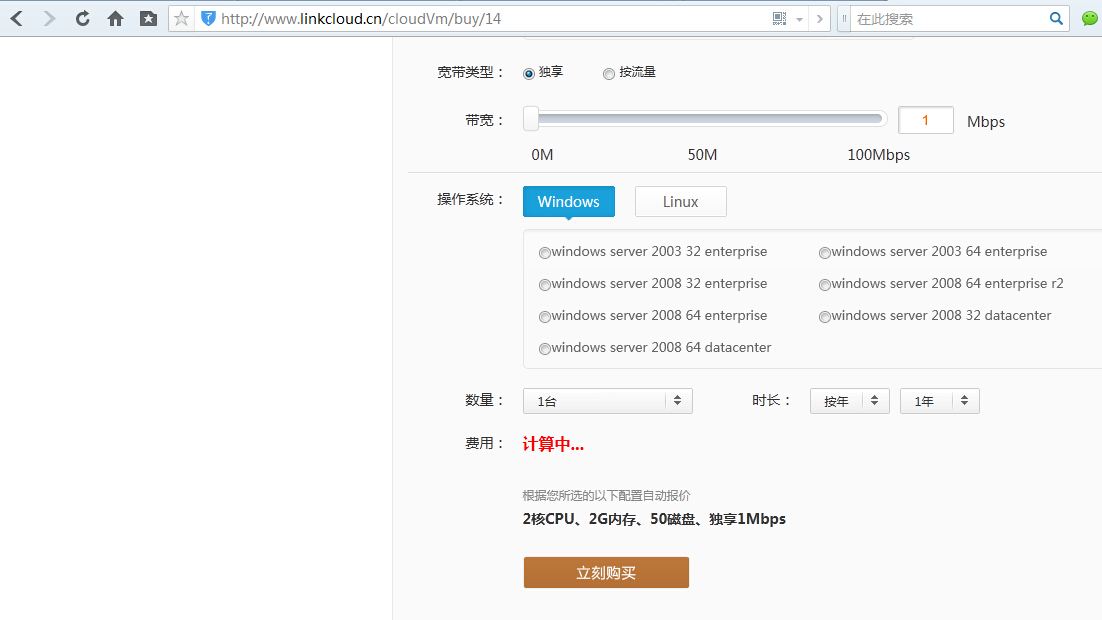 http://www.linkcloud.cn/cloudVm/buy/14 在此搜索
宽带类型： 独享 按流量
带宽： 1 Mbps
0M 50M 100Mbps
操作系统： Windows Linux
windows server 2003 32 enterprise windows server 2003 64 enterprise
windows server 2008 32 enterprise windows server 2008 64 enterprise r2
windows server 2008 64 enterprise windows server 2008 32 datacenter
windows server 2008 64 datacenter
数量： 1台 时长： 按年 1年
费用： 计算中...
根据您所选的以下配置自动报价
2核CPU、2G内存、50磁盘、独享1Mbps
立刻购买